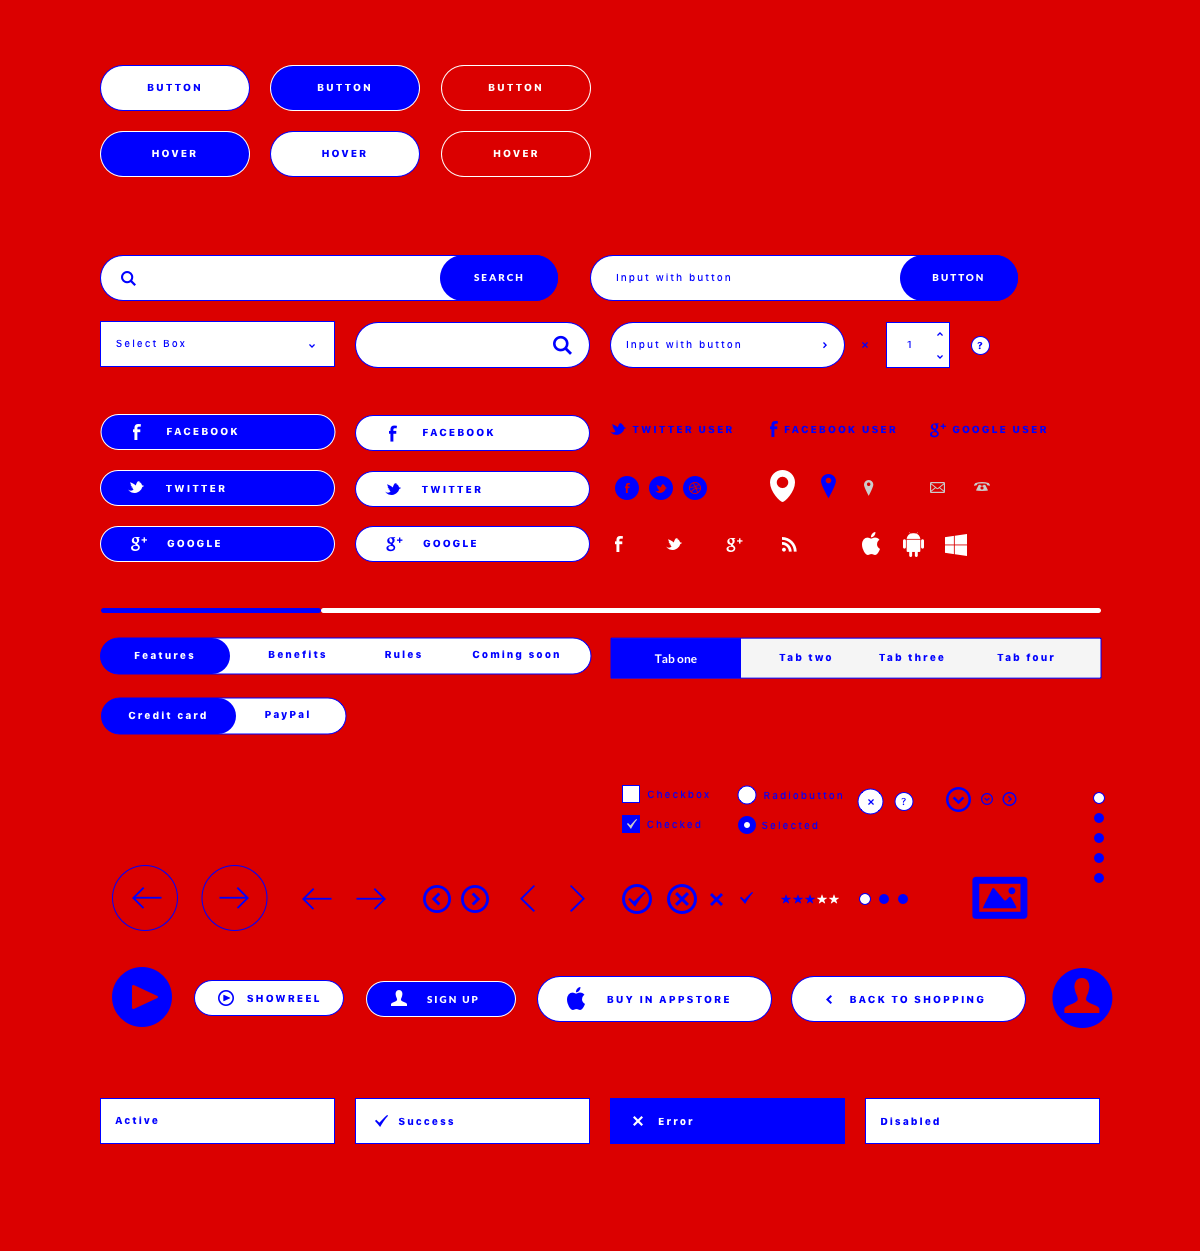 BUTTON BUTTON BUTTON
HOVER HOVER HOVER
SEARCH Input with button BUTTON
Select Box Input with button × 1 ?
FACEBOOK FACEBOOK TWITTER USER FACEBOOK USER GOOGLE USER
TWITTER TWITTER
GOOGLE GOOGLE
Features Benefits Rules Coming soon Tab one Tab two Tab three Tab four
Credit card PayPal
Checkbox Radiobutton ?
Checked Selected
SHOWREEL SIGN UP BUY IN APPSTORE BACK TO SHOPPING
Active Success Error Disabled